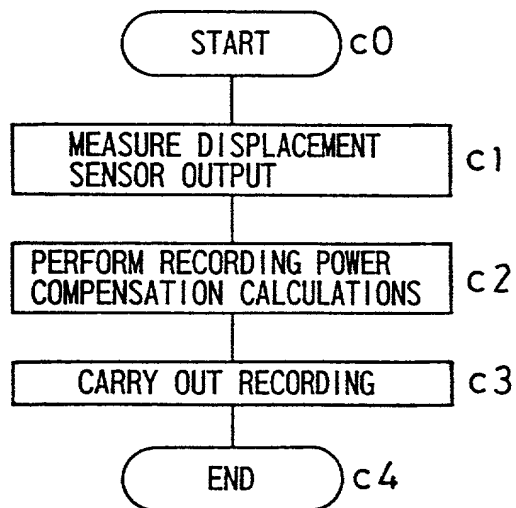 START c0
MEASURE DISPLACEMENT
SENSOR OUTPUT
c1
PERFORM RECORDING POWER
COMPENSATION CALCULATIONS
c2
CARRY OUT RECORDING c3
END c4